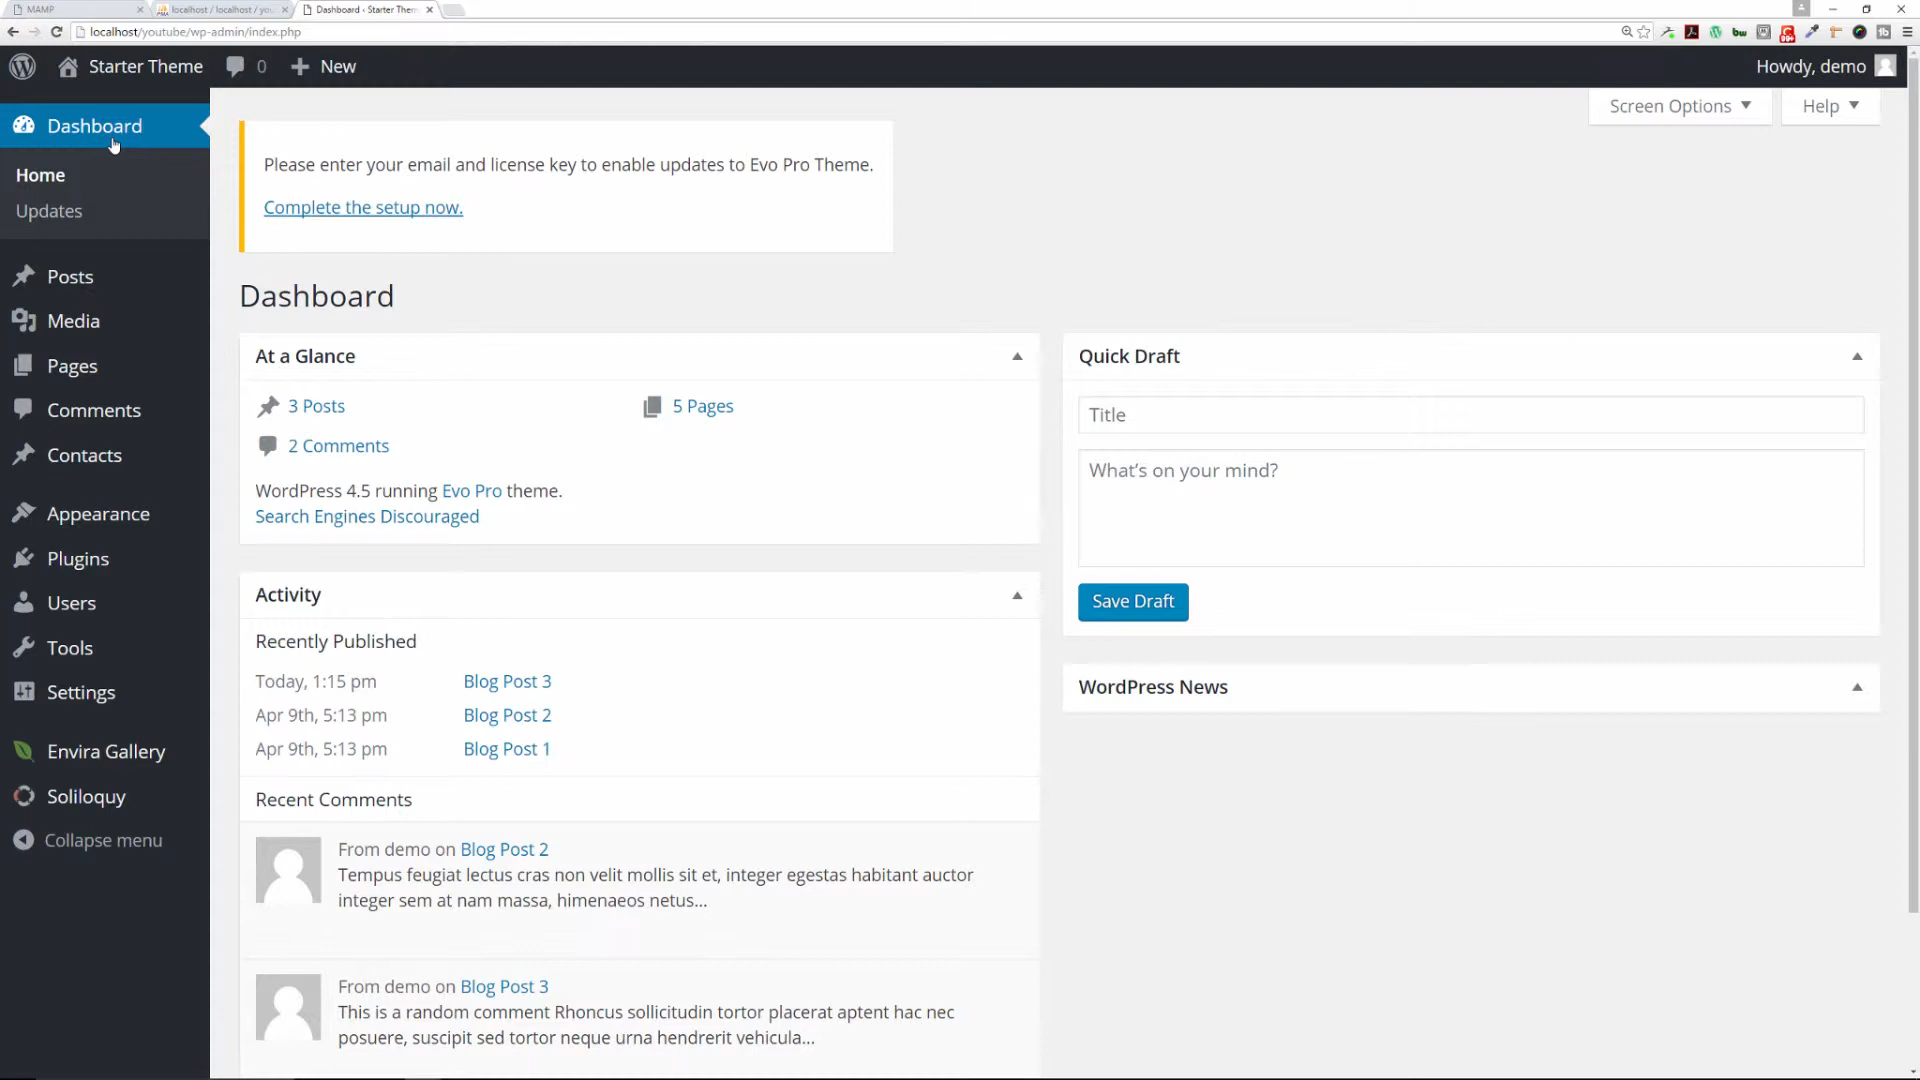 MAMP
localhost / localhost / you
Dashboard ‹ Starter Them
localhost/youtube/wp-admin/index.php
Starter Theme
0
New
Howdy, demo
Screen Options
Help
Dashboard
Home
Updates
Posts
Media
Pages
Comments
Contacts
Appearance
Plugins
Users
Tools
Settings
Envira Gallery
Soliloquy
Collapse menu
Please enter your email and license key to enable updates to Evo Pro Theme.
Complete the setup now.
Dashboard
At a Glance
3 Posts
5 Pages
2 Comments
WordPress 4.5 running Evo Pro theme.
Search Engines Discouraged
Activity
Recently Published
Today, 1:15 pm Blog Post 3
Apr 9th, 5:13 pm Blog Post 2
Apr 9th, 5:13 pm Blog Post 1
Recent Comments
From demo on Blog Post 2
Tempus feugiat lectus cras non velit mollis sit et, integer egestas habitant auctor
integer sem at nam massa, himenaeos netus…
From demo on Blog Post 3
This is a random comment Rhoncus sollicitudin tortor placerat aptent hac nec
posuere, suscipit sed tortor neque urna hendrerit vehicula…
Quick Draft
Title
What’s on your mind?
Save Draft
WordPress News